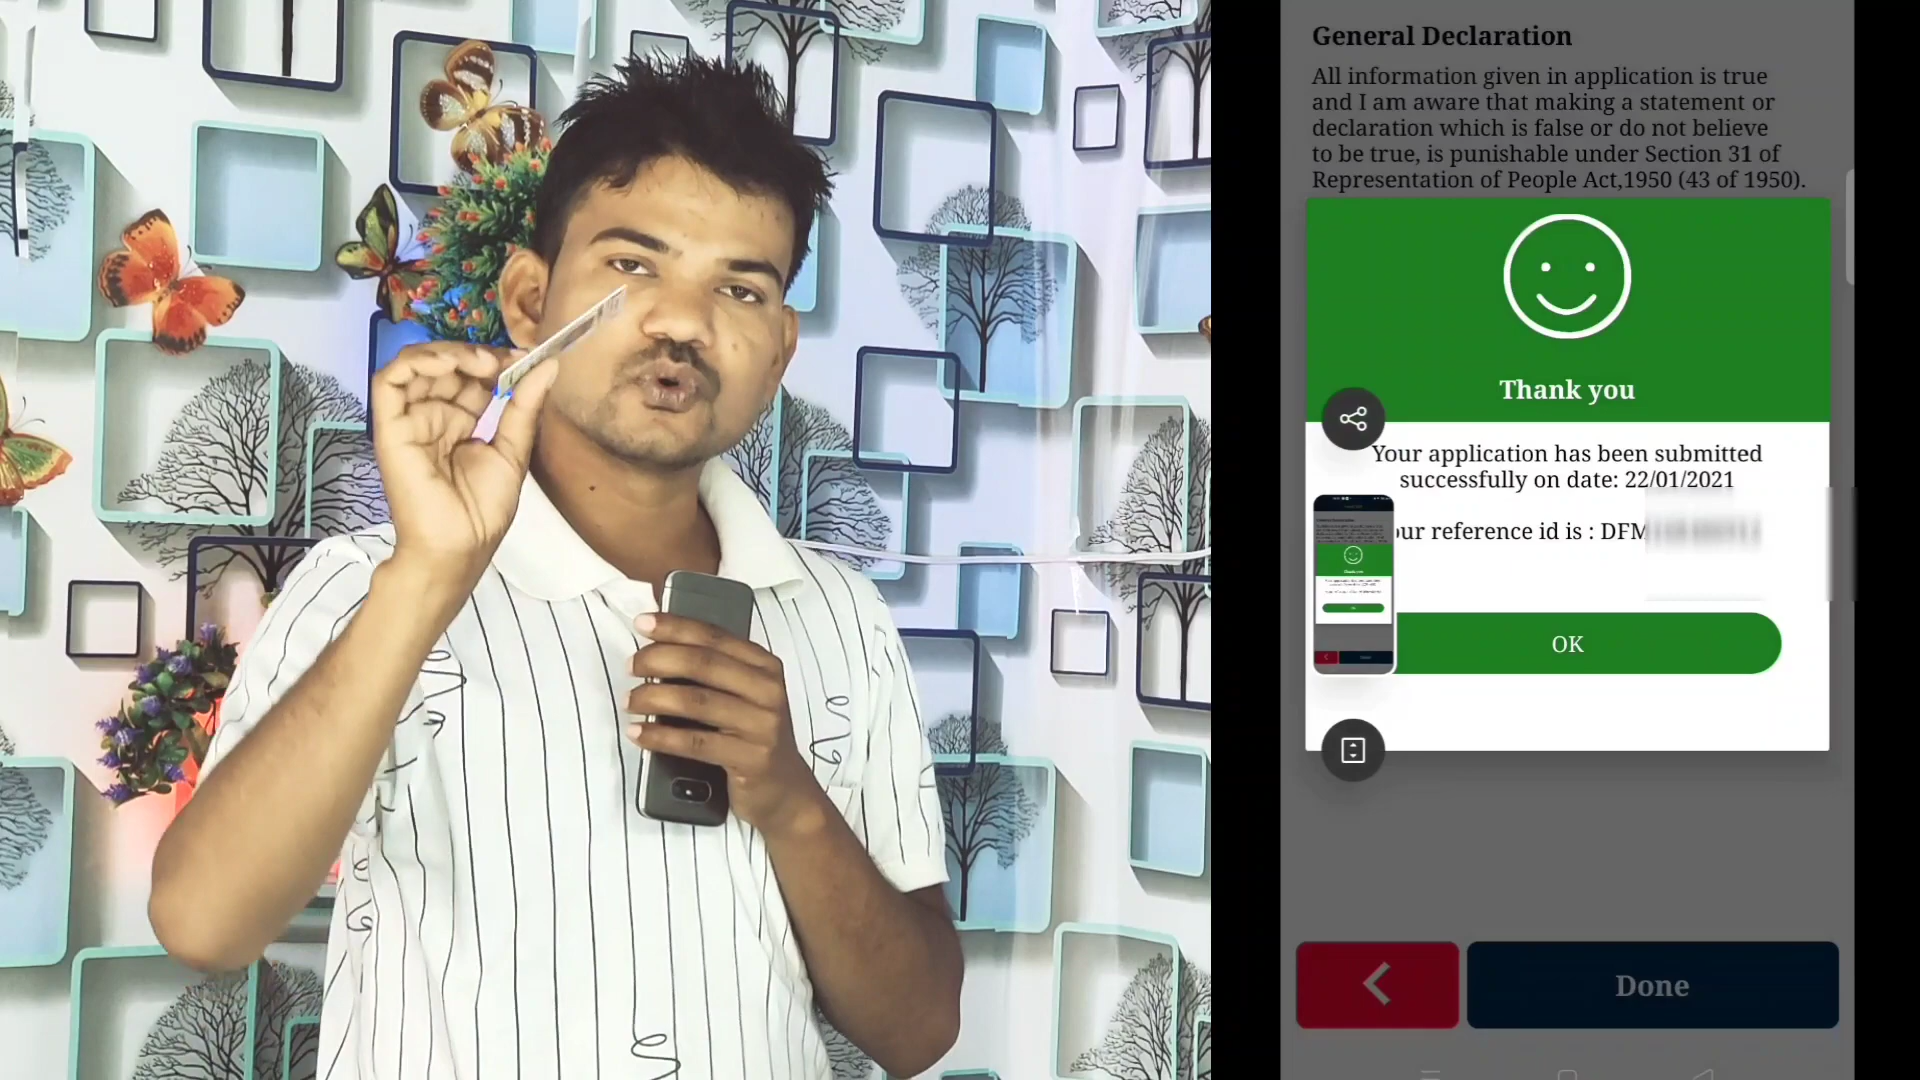 General Declaration
All information given in application is true
and I am aware that making a statement or
declaration which is false or do not believe
to be true, is punishable under Section 31 of
Representation of People Act,1950 (43 of 1950).
Thank you
Your application has been submitted
successfully on date: 22/01/2021
our reference id is : DFM
OK
Done